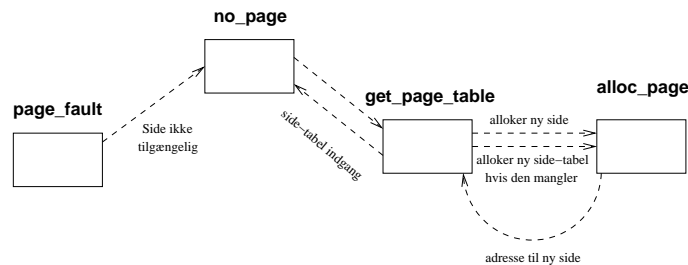 no_page
page_fault
Side ikke
tilgængelig
side-tabel indgang
get_page_table
alloc_page
alloker ny side
alloker ny side-tabel
hvis den mangler
adresse til ny side